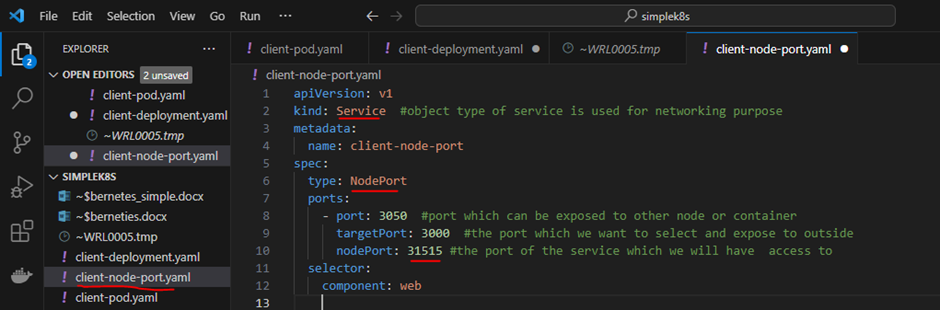 File Edit Selection View Go Run ... simplek8s
EXPLORER ...
OPEN EDITORS 2 unsaved
! client-pod.yaml
! client-deployment.yaml
~WRL0005.tmp
! client-node-port.yaml
SIMPLEK8S
~$bernetes_simple.docx
~$berneties.docx
~WRL0005.tmp
! client-deployment.yaml
! client-node-port.yaml
! client-pod.yaml
2
! client-pod.yaml ! client-deployment.yaml ~WRL0005.tmp ! client-node-port.yaml
! client-node-port.yaml
1 apiVersion: v1
2 kind: Service #object type of service is used for networking purpose
3 metadata:
4 name: client-node-port
5 spec:
6 type: NodePort
7 ports:
8 - port: 3050 #port which can be exposed to other node or container
9 targetPort: 3000 #the port which we want to select and expose to outside
10 nodePort: 31515 #the port of the service which we will have access to
11 selector:
12 component: web
13